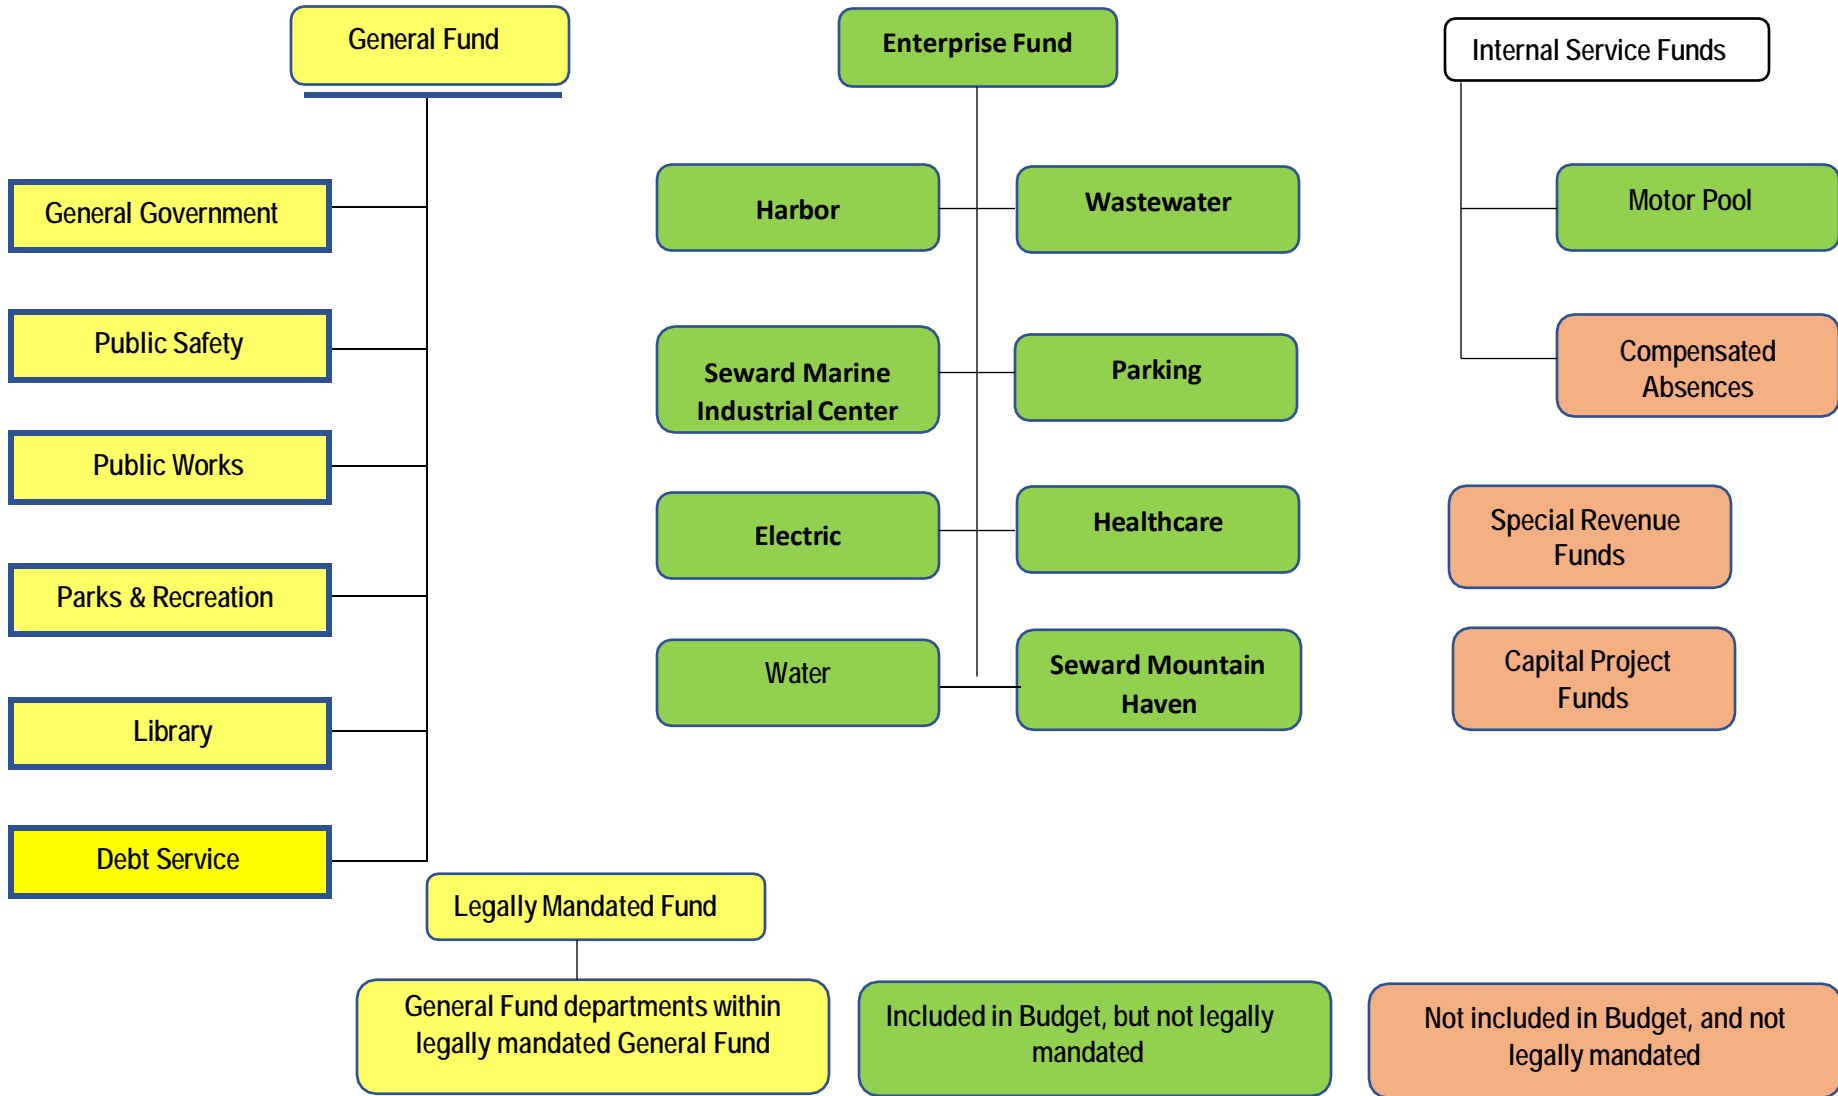 General Fund
Enterprise Fund
Internal Service Funds
General Government
Harbor
Wastewater
Motor Pool
Public Safety
Seward Marine
Industrial Center
Parking
Compensated
Absences
Public Works
Electric
Healthcare
Special Revenue
Funds
Parks & Recreation
Water
Seward Mountain
Haven
Capital Project
Funds
Library
Debt Service
Legally Mandated Fund
General Fund departments within
legally mandated General Fund
Included in Budget, but not legally
mandated
Not included in Budget, and not
legally mandated